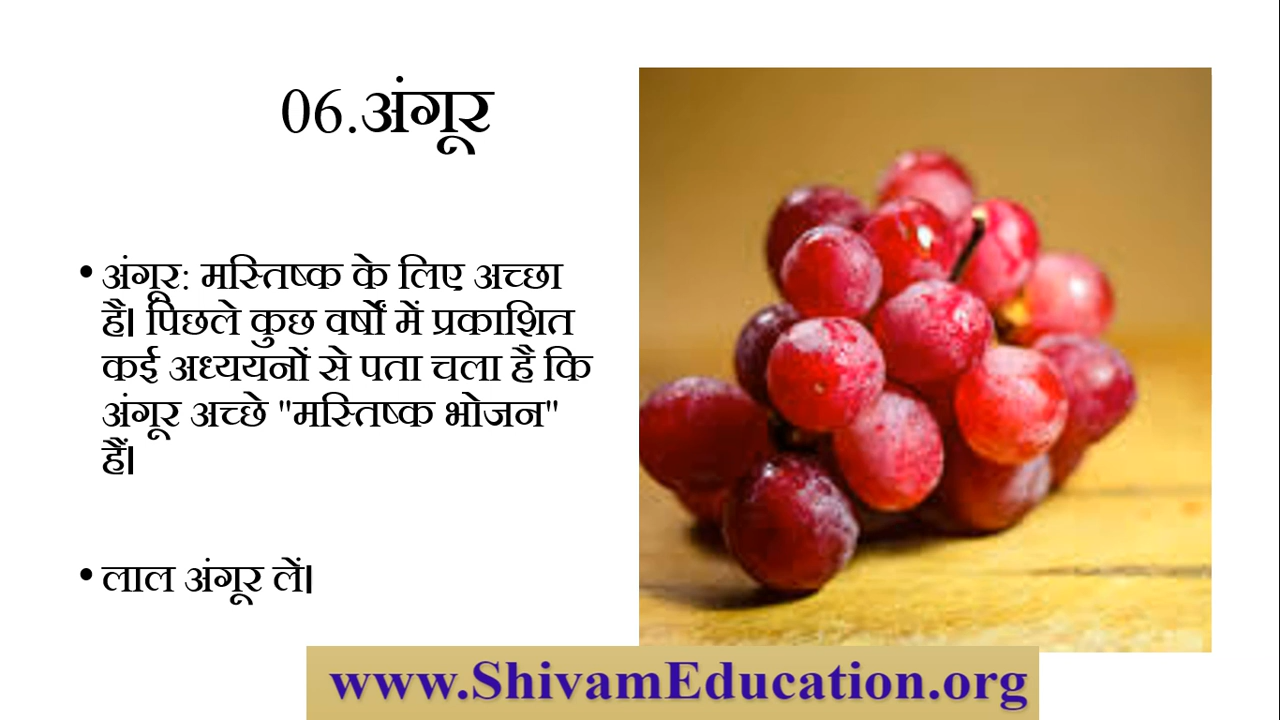 06.अंगूर
• अंगूर: मस्तिष्क के लिए अच्छा
है। पिछले कुछ वर्षों में प्रकाशित
कई अध्ययनों से पता चला है कि
अंगूर अच्छे "मस्तिष्क भोजन"
हैं।
• लाल अंगूर लें।
www.ShivamEducation.org